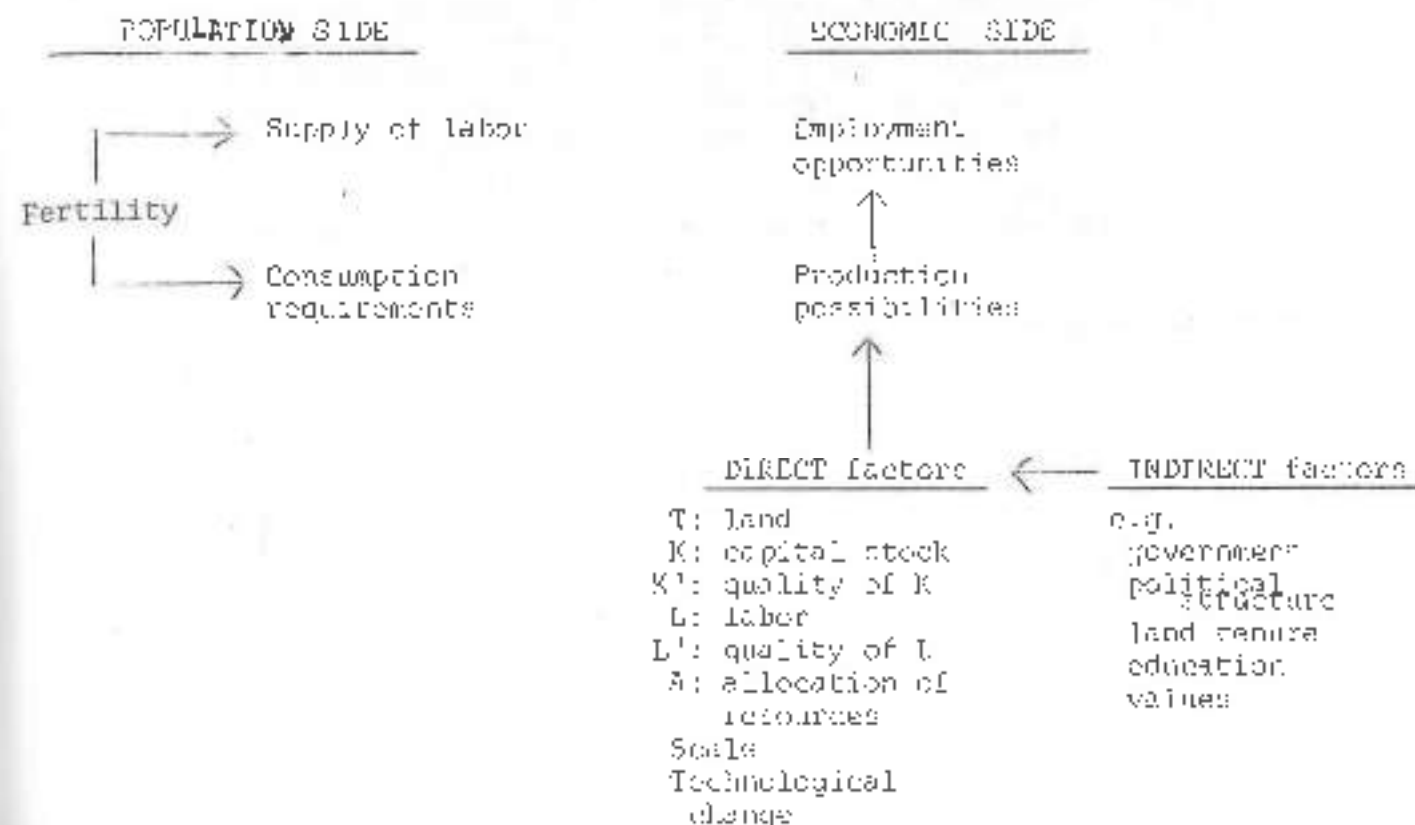 POPULATION SIDE
Fertility
Supply of labor
Consumption
requirements
ECONOMIC SIDE
Employment
opportunities
Production
possibilities
DIRECT factors
T: land
K: capital stock
K': quality of K
L: labor
L': quality of L
A: allocation of
resources
Scale
Technological
change
INDIRECT factors
e.g.
government
political
structure
land tenure
education
values